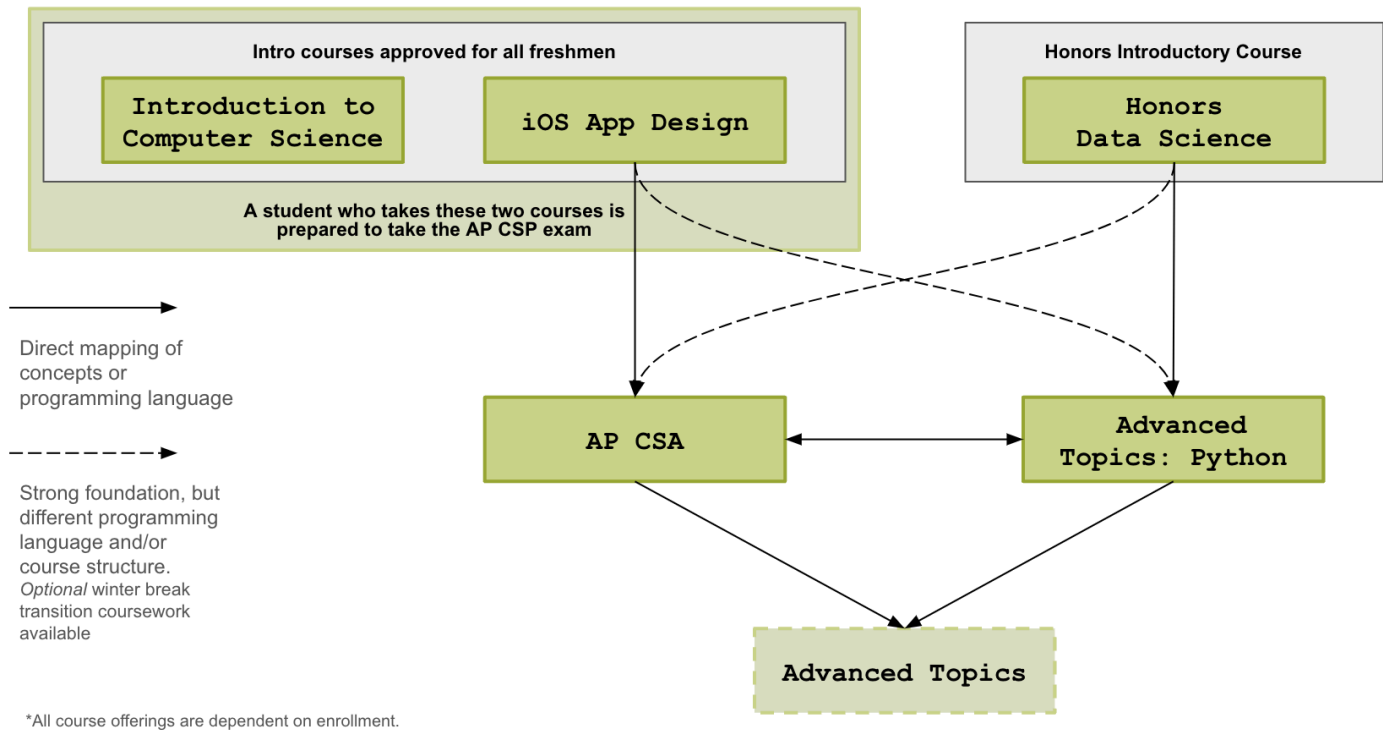 Intro courses approved for all freshmen
Introduction to
Computer Science
iOS App Design
A student who takes these two courses is
prepared to take the AP CSP exam
Honors Introductory Course
Honors
Data Science
Direct mapping of
concepts or
programming language
Strong foundation, but
different programming
language and/or
course structure.
Optional winter break
transition coursework
available
AP CSA
Advanced
Topics: Python
Advanced Topics
*All course offerings are dependent on enrollment.